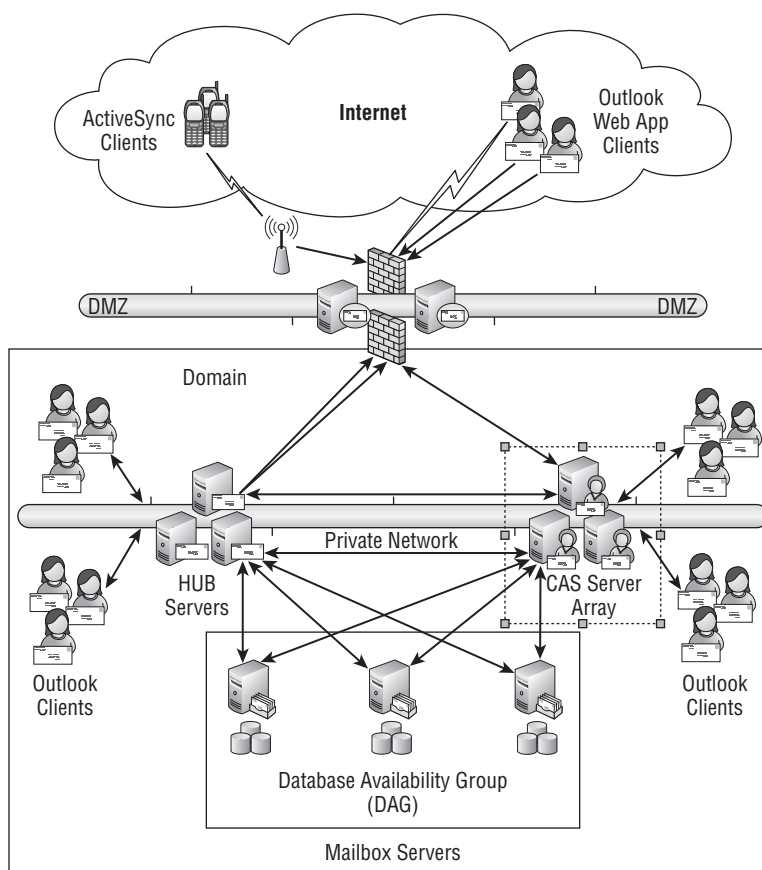 Internet
ActiveSync
Clients
Outlook
Web App
Clients
DMZ
DMZ
Domain
Private Network
HUB
Servers
CAS Server
Array
Outlook
Clients
Outlook
Clients
Database Availability Group
(DAG)
Mailbox Servers